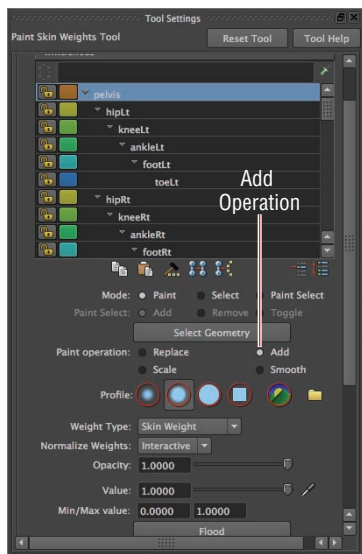 Tool Settings
Paint Skin Weights Tool Reset Tool Tool Help
pelvis
hipLt
kneeLt
ankleLt
footLt
toeLt
hipRt
kneeRt
ankleRt
footRt
Add
Operation
Mode: Paint Select Paint Select
Paint Select: Add Remove Toggle
Select Geometry
Paint operation: Replace Add
Scale Smooth
Profile:
Weight Type: Skin Weight
Normalize Weights: Interactive
Opacity: 1.0000
Value: 1.0000
Min/Max value: 0.0000 1.0000
Flood